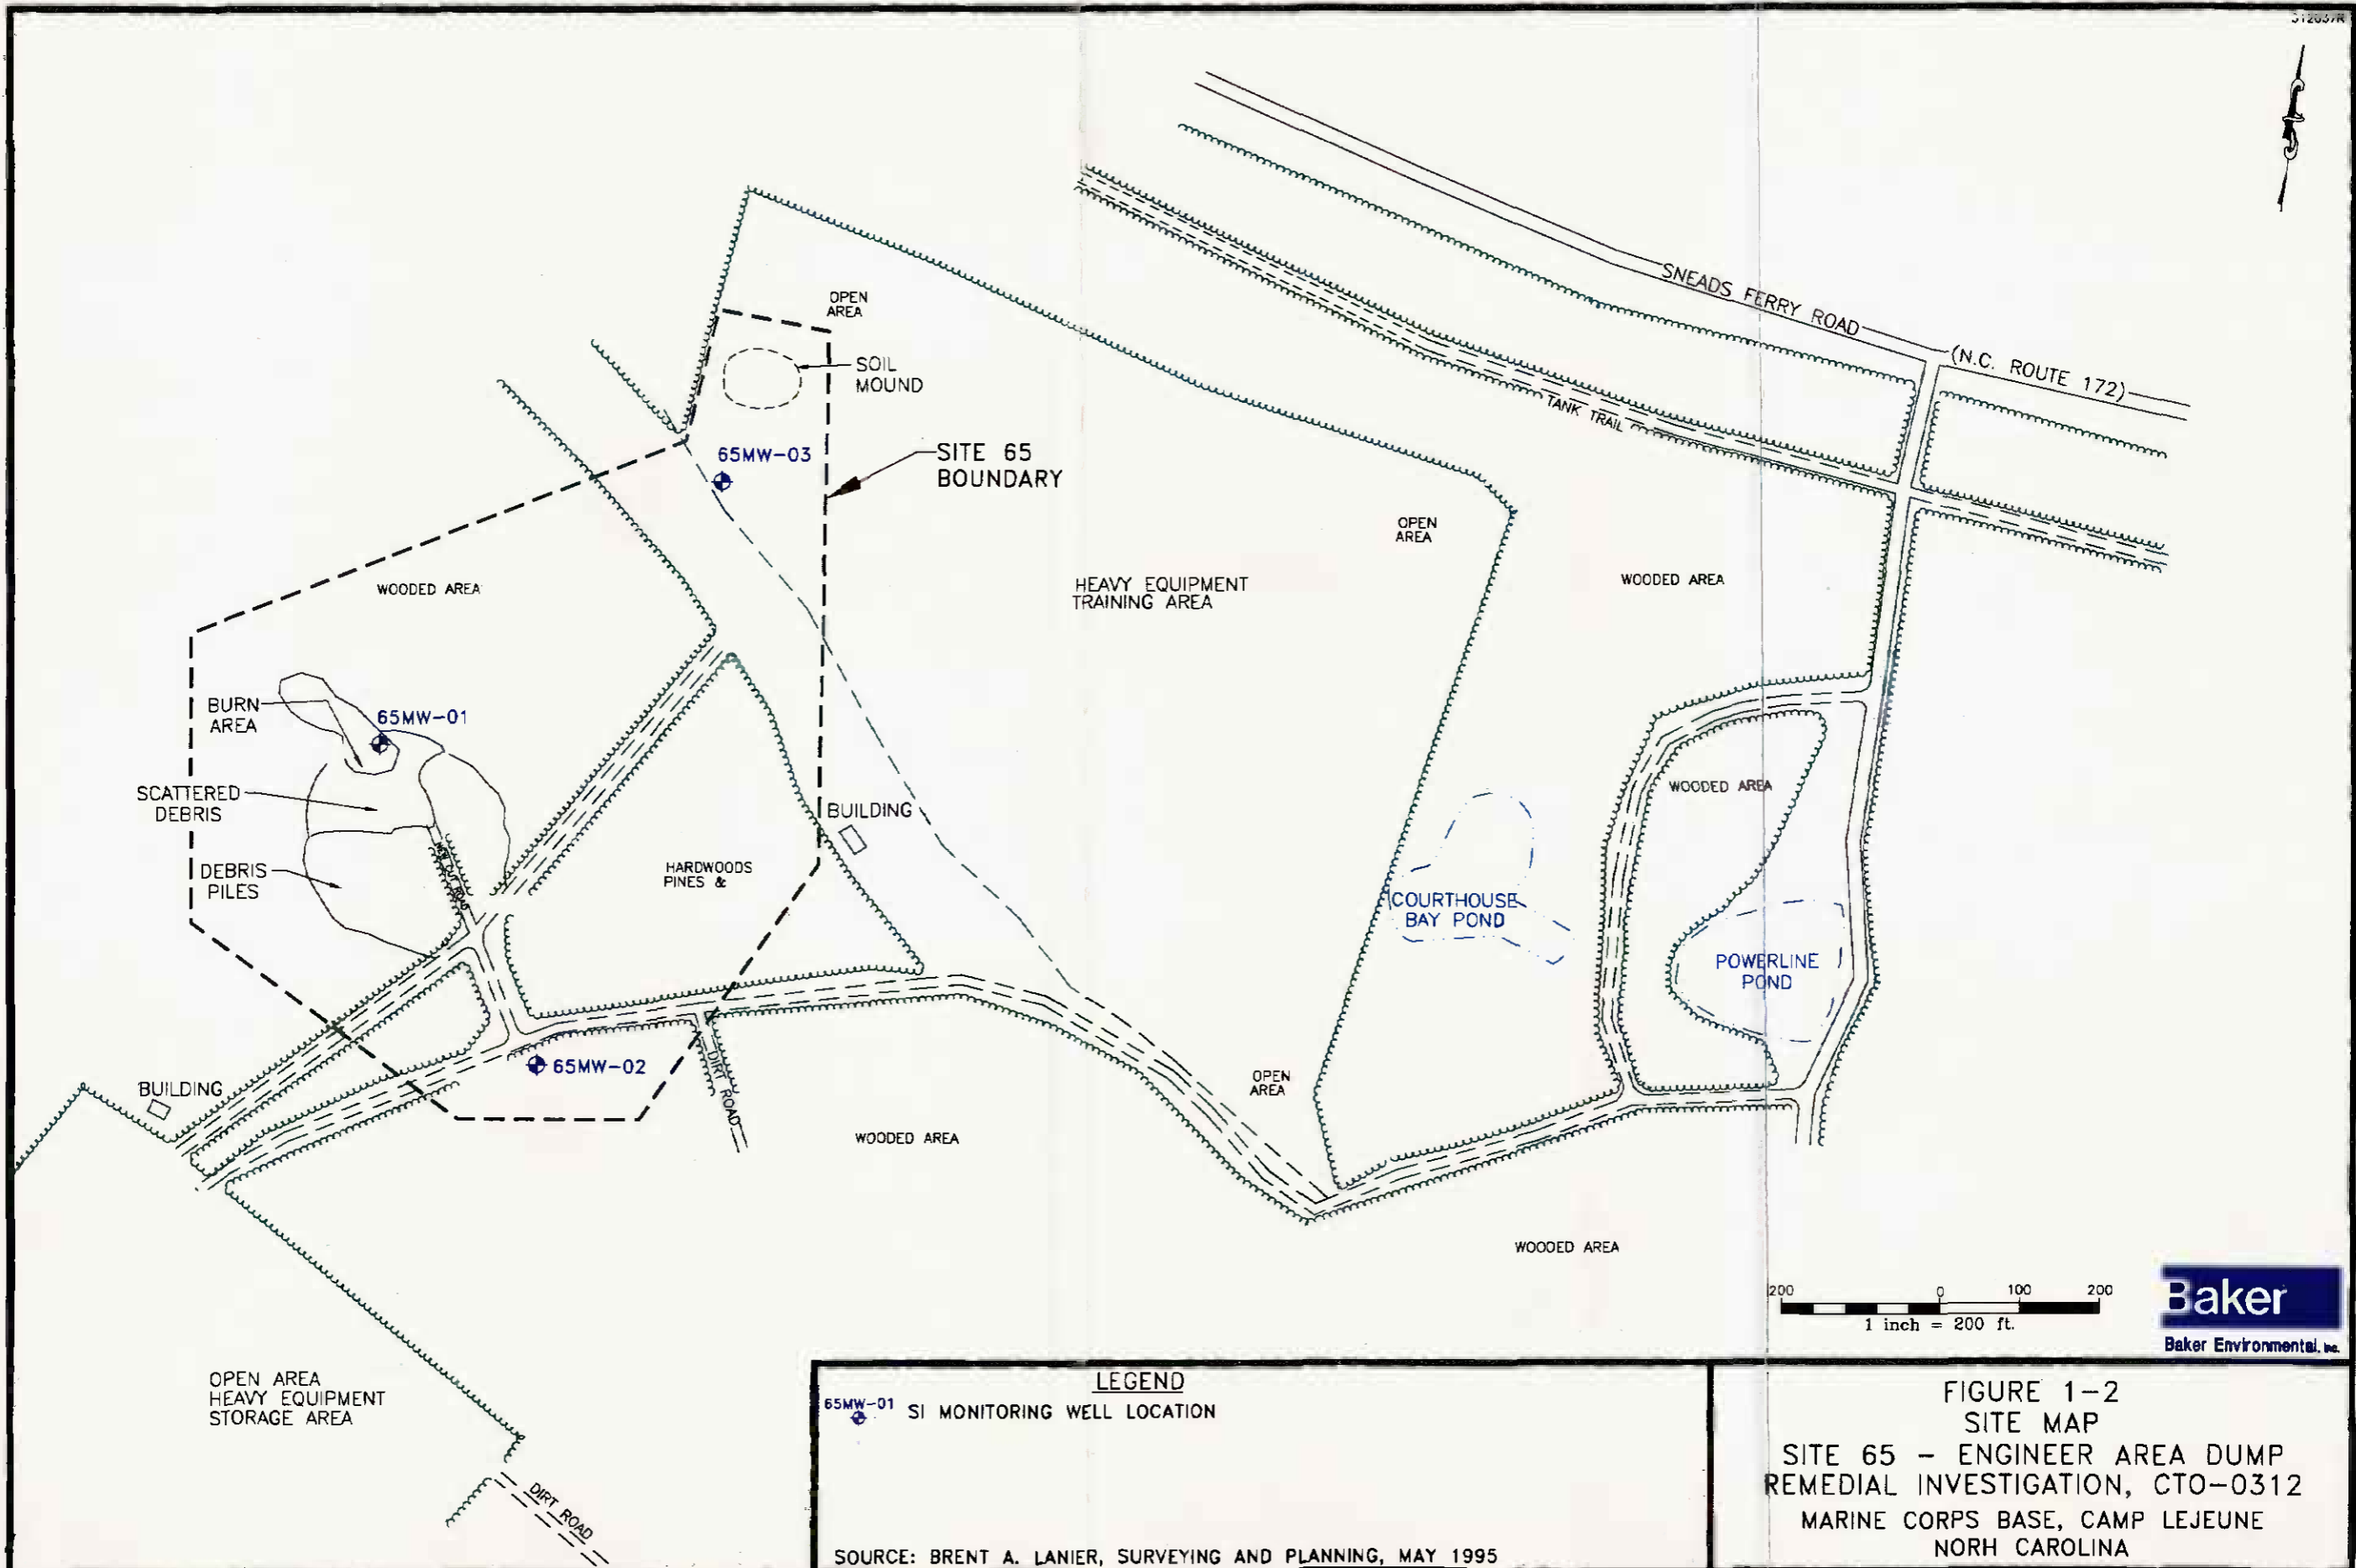 SNEADS FERRY ROAD
(N.C. ROUTE 172)
TANK TRAIL
OPEN
AREA
SOIL
MOUND
65MW-03
SITE 65
BOUNDARY
OPEN
AREA
WOODED AREA
HEAVY EQUIPMENT
TRAINING AREA
WOODED AREA
BURN
AREA
65MW-01
SCATTERED
DEBRIS
BUILDING
WOODED AREA
DEBRIS
PILES
HARDWOODS
PINES &
COURTHOUSE
BAY POND
POWERLINE
POND
65MW-02
DIRT ROAD
BUILDING
OPEN
AREA
WOODED AREA
WOODED AREA
200 0 100 200
1 inch = 200 ft.
Baker
Baker Environmental, Inc.
OPEN AREA
HEAVY EQUIPMENT
STORAGE AREA
DIRT ROAD
LEGEND
65MW-01
SI MONITORING WELL LOCATION
SOURCE: BRENT A. LANIER, SURVEYING AND PLANNING, MAY 1995
FIGURE 1-2
SITE MAP
SITE 65 - ENGINEER AREA DUMP
REMEDIAL INVESTIGATION, CTO-0312
MARINE CORPS BASE, CAMP LEJEUNE
NORH CAROLINA